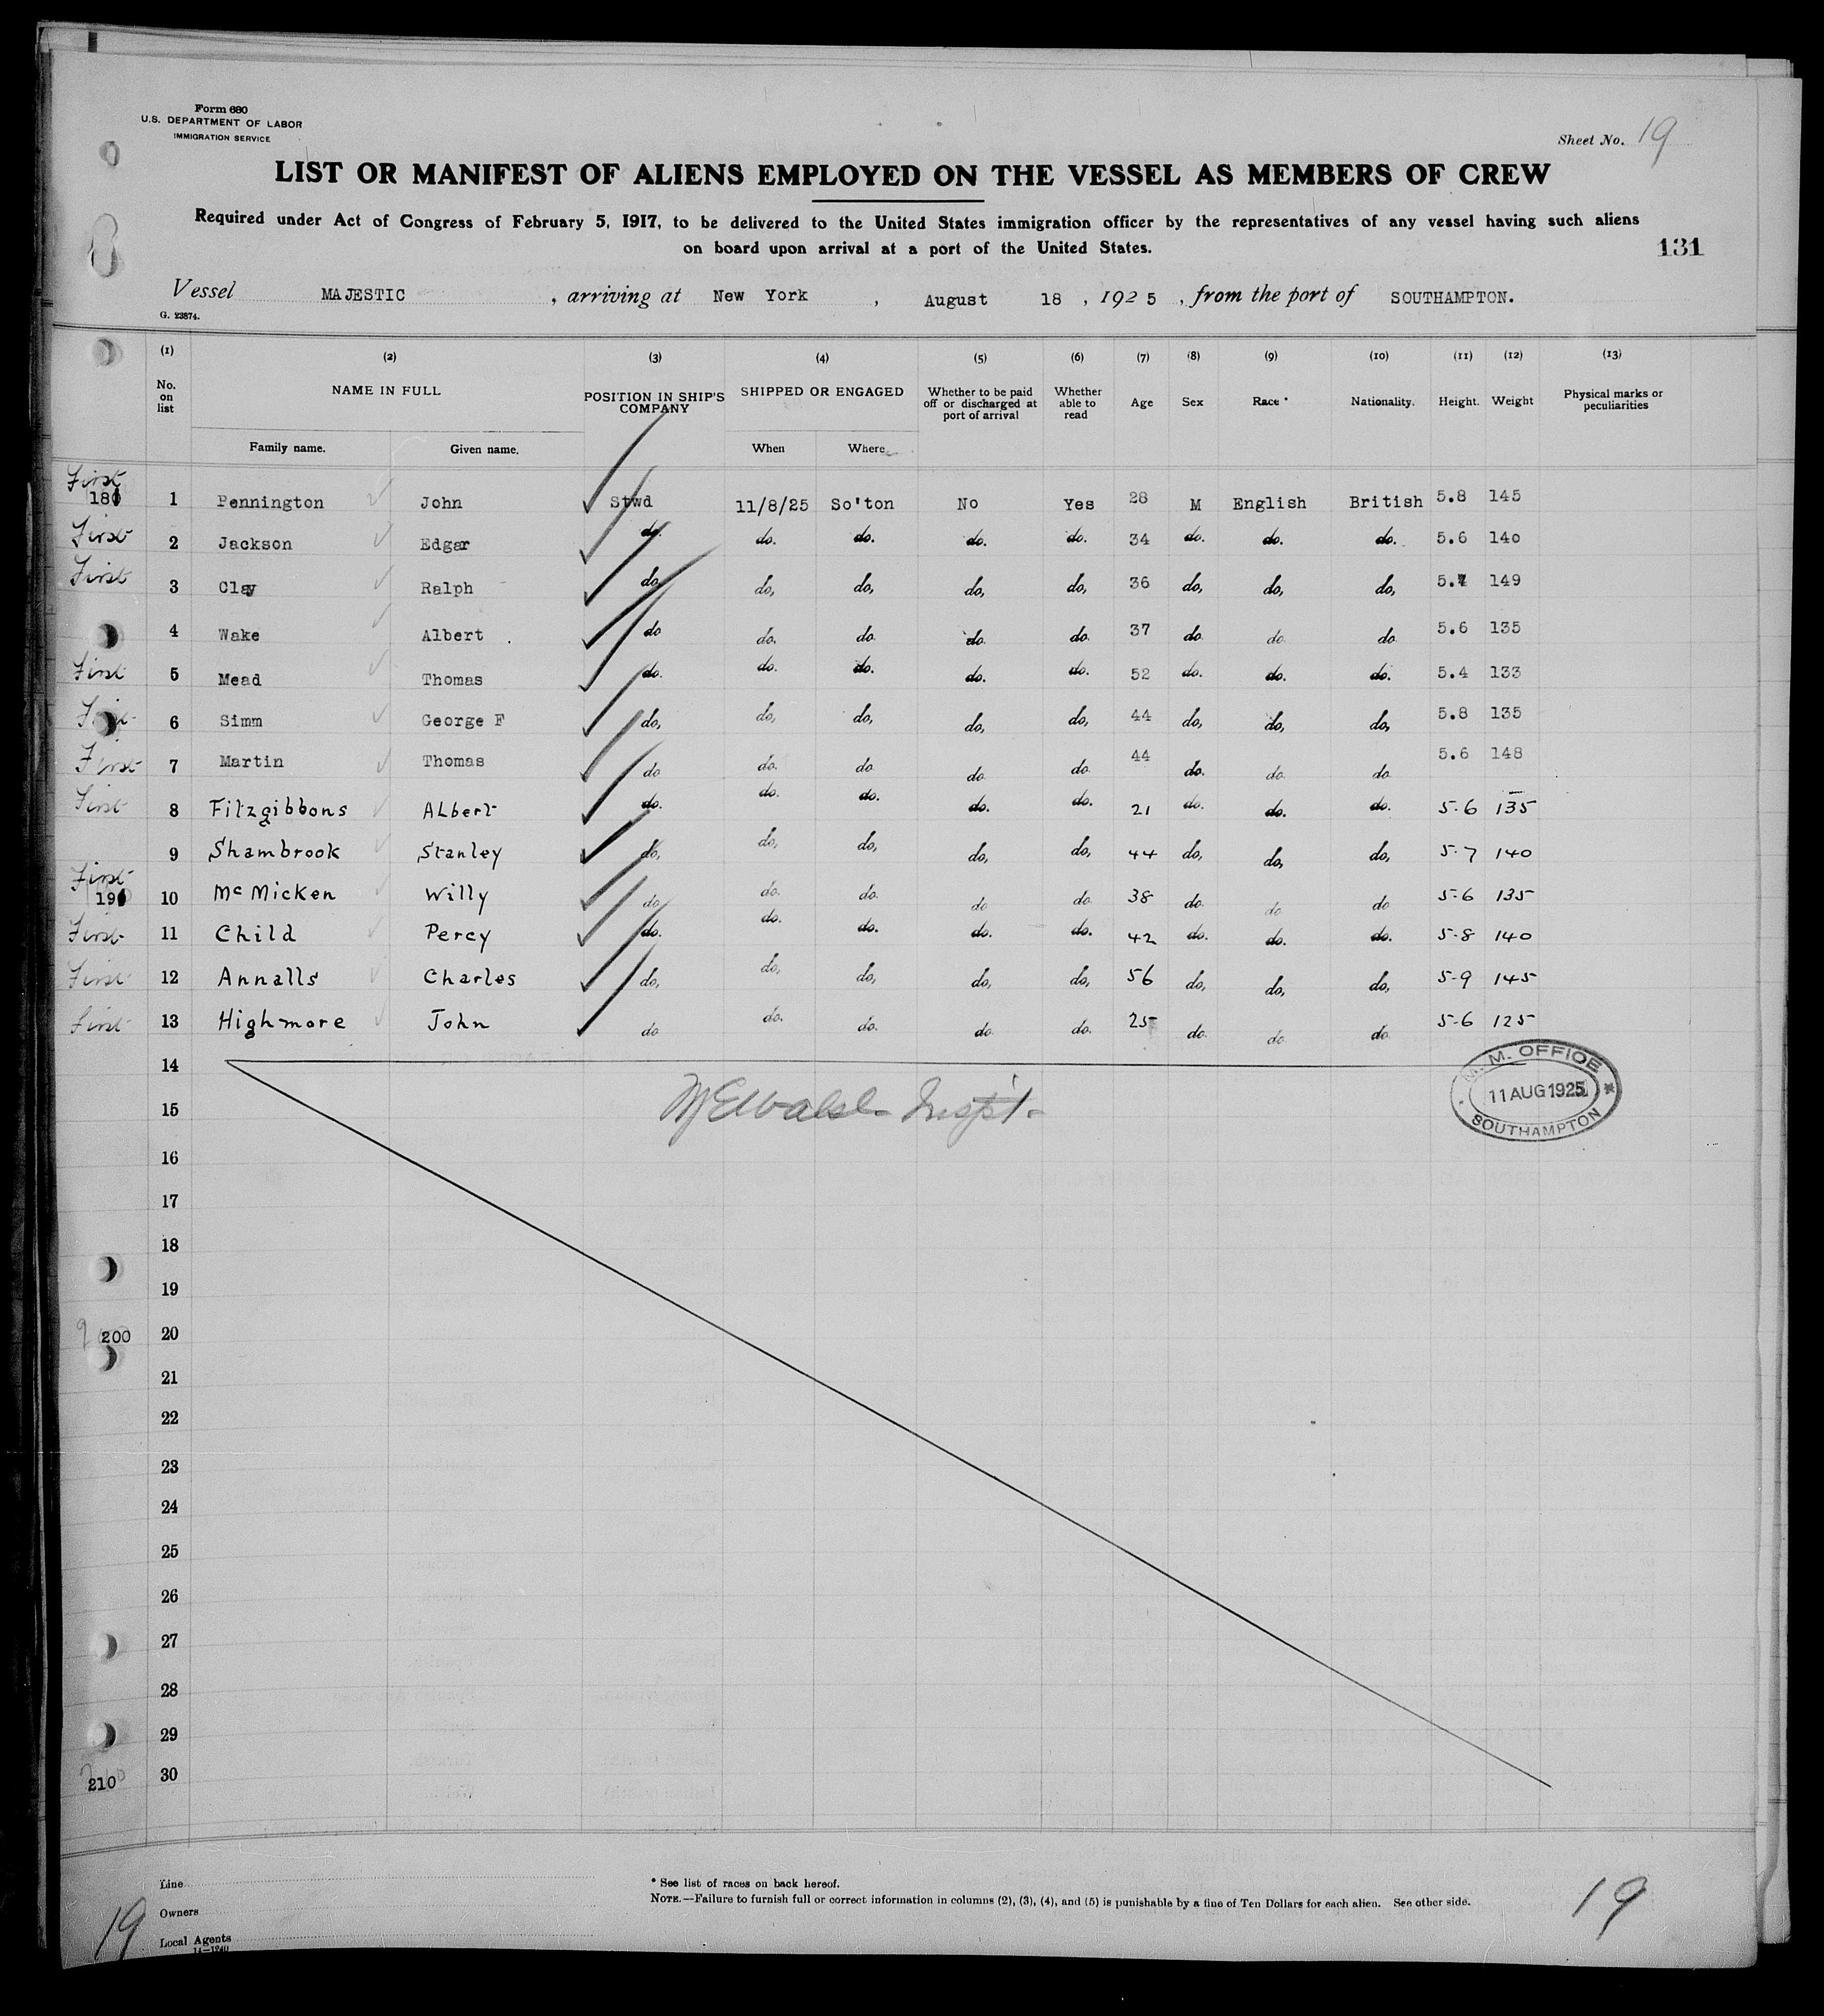 Form 680
U.S. DEPARTMENT OF LABOR
IMMIGRATION SERVICE
Sheet No. 19
LIST OR MANIFEST OF ALIENS EMPLOYED ON THE VESSEL AS MEMBERS OF CREW
Required under Act of Congress of February 5, 1917, to be delivered to the United States immigration officer by the representatives of any vessel having such aliens
on board upon arrival at a port of the United States.
131
Vessel MAJESTIC , arriving at New York , August 18 , 1925 , from the port of SOUTHAMPTON.
G. 23874.
(1) (2) (3) (4) (5) (6) (7) (8) (9) (10) (11) (12) (13)
No. on list NAME IN FULL POSITION IN SHIP'S COMPANY SHIPPED OR ENGAGED Whether to be paid off or discharged at port of arrival Whether able to read Age Sex Race * Nationality. Height. Weight Physical marks or peculiarities
Family name. Given name. When Where
First 180 1 Pennington John Stwd 11/8/25 So'ton No Yes 28 M English British 5.8 145
First 2 Jackson Edgar do. do. do. do. do. 34 do. do. do. 5.6 140
First 3 Clay Ralph do, do, do, do, do, 36 do, do, do, 5. 149
4 Wake Albert . do do. do do. do. 37 do do. do 5.6 135
First 5 Mead Thomas do. do. do. do. do. 52 do. do. do. 5.4 133
First 6 Simm George F do, do, do, do, do, 44 do, do, do, 5.8 135
First 7 Martin Thomas do do. do do do 44 do. do. do 5.6 148
First 8 Fitzgibbons Albert do. do. do. do. do. 21 do. do. do. 5-6 135
9 Shambrook Stanley do, do, do, do, do, 44 do, do, do, 5-7 140
First 190 10 McMicken Willy do do. do. do do 38 do. do do 5-6 135
First 11 Child Percy do. do. do. do. do. 42 do. do. do. 5-8 140
First 12 Annalls Charles do, do, do, do, do, 56 do, do, do, 5-9 145
First 13 Highmore John do do. do. do do. 25 do. do do 5-6 125
14
M.M. OFFICE
11 AUG 1925
SOUTHAMPTON
15 Walsh Inspt.
16
17
18
19
200 20
21
22
23
24
25
26
27
28
29
210 30
Line
* See list of races on back hereof.
NOTE.—Failure to furnish full or correct information in columns (2), (3), (4), and (5) is punishable by a fine of Ten Dollars for each alien. See other side.
Owners
19
19
Local Agents
14—1240